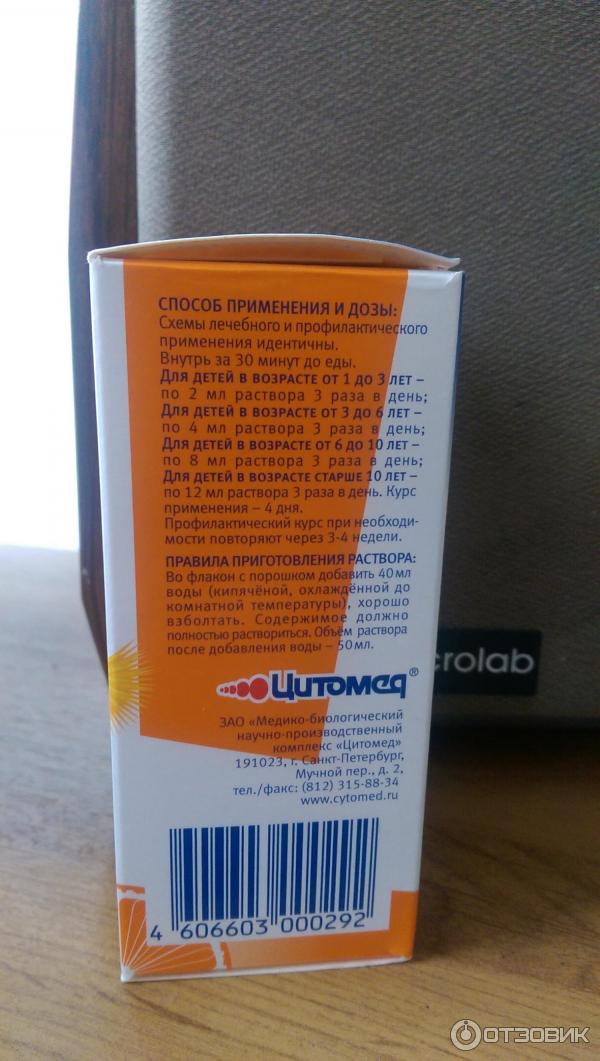 СПОСОБ ПРИМЕНЕНИЯ И ДОЗЫ:
Схемы лечебного и профилактического
применения идентичны.
Внутрь за 30 минут до еды.
Для детей в возрасте от 1 до 3 лет –
по 2 мл раствора 3 раза в день;
Для детей в возрасте от 3 до 6 лет –
по 4 мл раствора 3 раза в день;
Для детей в возрасте от 6 до 10 лет –
по 8 мл раствора 3 раза в день;
Для детей в возрасте старше 10 лет –
по 12 мл раствора 3 раза в день. Курс
применения – 4 дня.
Профилактический курс при необходи-
мости повторяют через 3-4 недели.
ПРАВИЛА ПРИГОТОВЛЕНИЯ РАСТВОРА:
Во флакон с порошком добавить 40 мл
воды (кипячёной, охлаждённой до
комнатной температуры), хорошо
взболтать. Содержимое должно
полностью раствориться. Объём раствора
после добавления воды – 50 мл.
Цитомед®
ЗАО «Медико-биологический
научно-производственный
комплекс «Цитомед»
191023, г. Санкт-Петербург,
Мучной пер., д. 2,
тел./факс: (812) 315-88-34
www.cytomed.ru
4 606603 000292
crolab
ОТЗОВИК